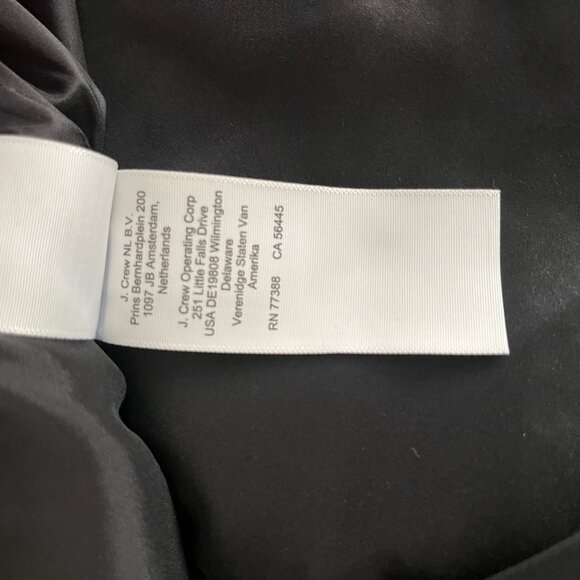 J. Crew NL B.V.
Prins Bernhardplein 200
1097 JB Amsterdam,
Netherlands
J. Crew Operating Corp
251 Little Falls Drive
USA DE19808 Wilmington
Delaware
Verenidge Staten Van
Amerika
RN 77388 CA 56445